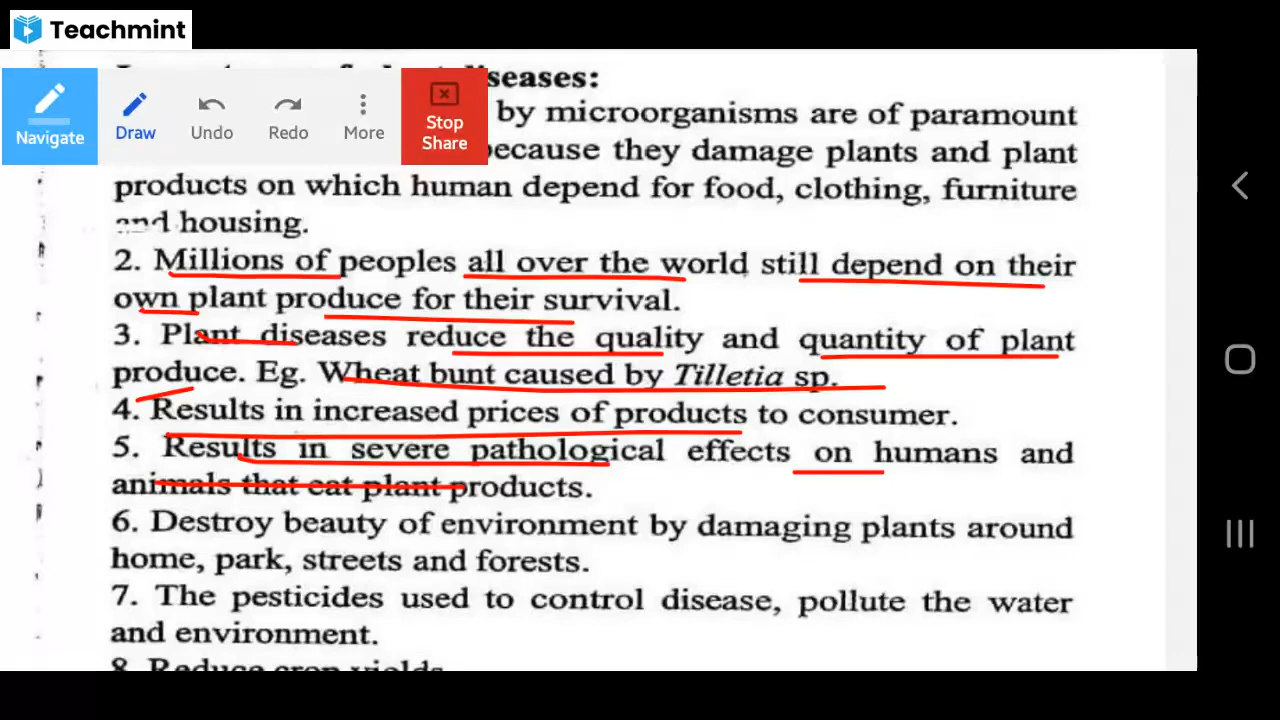 Teachmint
diseases:
Navigate
Draw
Undo
Redo
More
Stop
Share
by microorganisms are of paramount
because they damage plants and plant
products on which human depend for food, clothing, furniture
and housing.
2. Millions of peoples all over the world still depend on their
own plant produce for their survival.
3. Plant diseases reduce the quality and quantity of plant
produce. Eg. Wheat bunt caused by Tilletia sp.
4. Results in increased prices of products to consumer.
5. Results in severe pathological effects on humans and
animals that eat plant products.
6. Destroy beauty of environment by damaging plants around
home, park, streets and forests.
7. The pesticides used to control disease, pollute the water
and environment.
8. Reduce crop yields